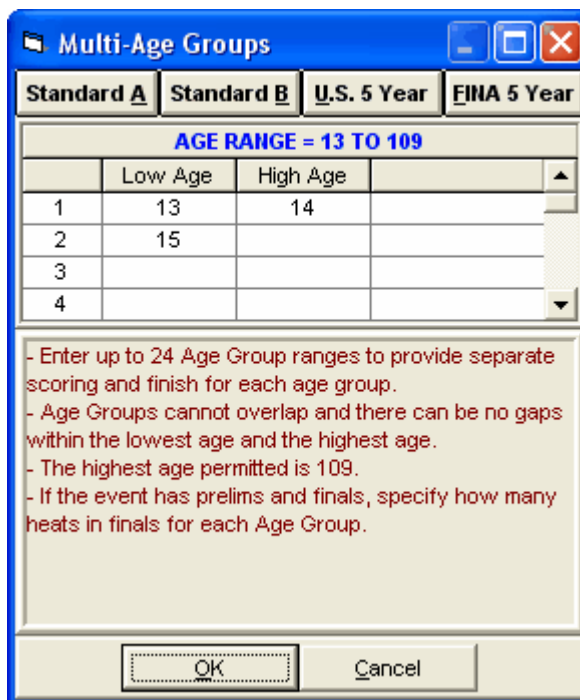 Multi-Age Groups
Standard A Standard B U.S. 5 Year FINA 5 Year
AGE RANGE = 13 TO 109
Low Age High Age
1 13 14
2 15
3
4
- Enter up to 24 Age Group ranges to provide separate
scoring and finish for each age group.
- Age Groups cannot overlap and there can be no gaps
within the lowest age and the highest age.
- The highest age permitted is 109.
- If the event has prelims and finals, specify how many
heats in finals for each Age Group.
OK Cancel